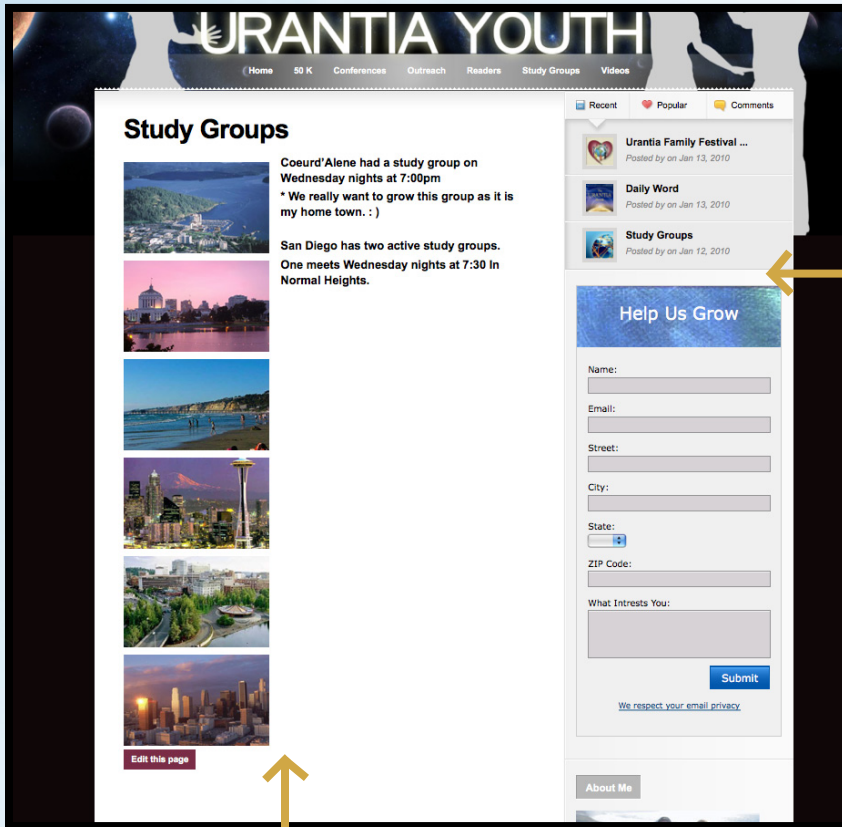 URANTIA YOUTH
Home 50 K Conferences Outreach Readers Study Groups Videos
Study Groups
Coeurd'Alene had a study group on
Wednesday nights at 7:00pm
* We really want to grow this group as it is
my home town. : )
San Diego has two active study groups.
One meets Wednesday nights at 7:30 In
Normal Heights.
Edit this page
Recent Popular Comments
Urantia Family Festival ...
Posted by on Jan 13, 2010
Daily Word
Posted by on Jan 13, 2010
Study Groups
Posted by on Jan 12, 2010
Help Us Grow
Name:
Email:
Street:
City:
State:
ZIP Code:
What Intrests You:
Submit
We respect your email privacy
About Me